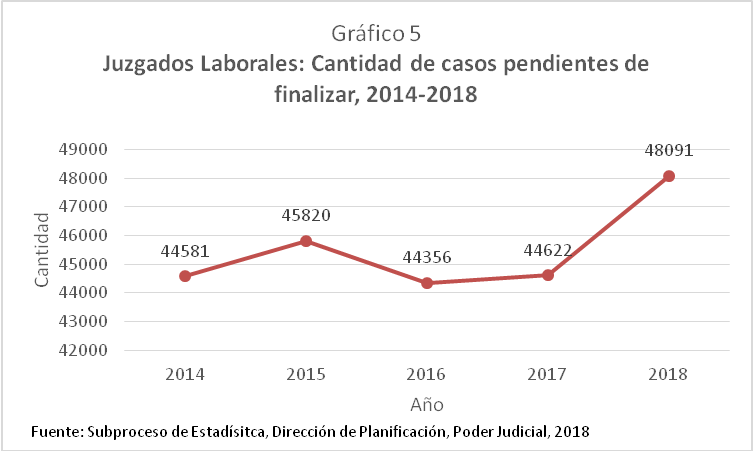 Gráfico 5
Juzgados Laborales: Cantidad de casos pendientes de
finalizar, 2014-2018
49000
48000
47000
46000
45000
44000
43000
42000
Cantidad
44581
45820
44356
44622
48091
2014 2015 2016 2017 2018
Año
Fuente: Subproceso de Estadísitca, Dirección de Planificación, Poder Judicial, 2018